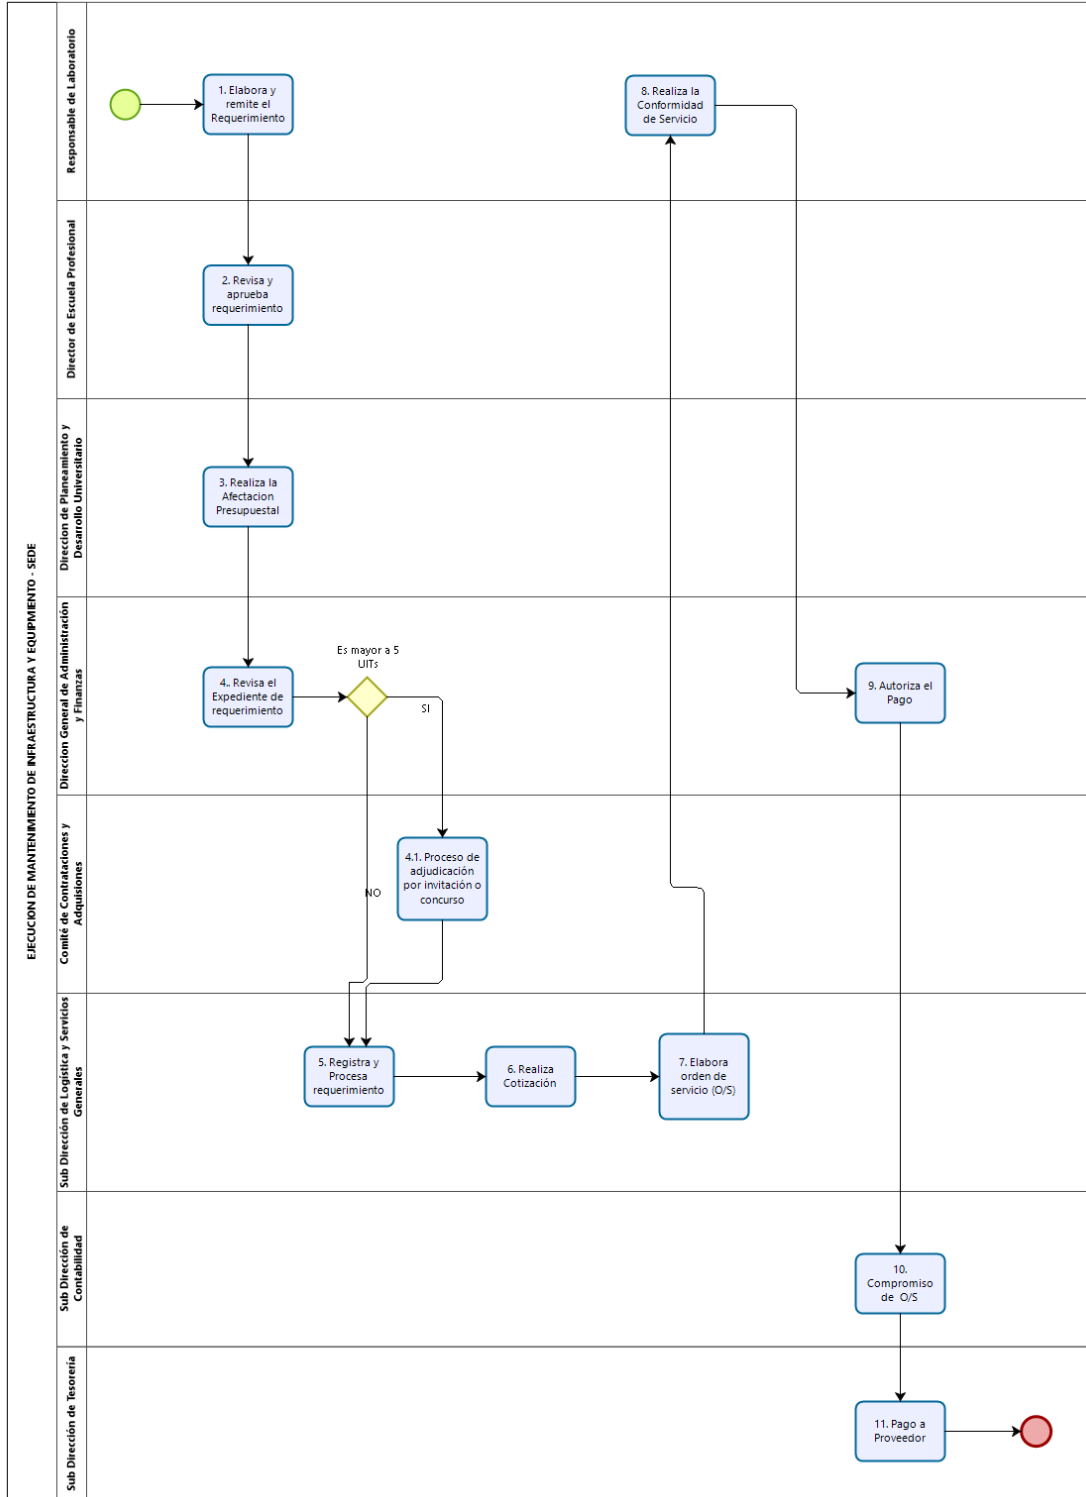 EJECUCION DE MANTENIMIENTO DE INFRAESTRUCTURA Y EQUIPMIENTO - SEDE
Responsable de Laboratorio
1. Elabora y
remite el
Requerimiento
8. Realiza la
Conformidad
de Servicio
Director de Escuela Profesional
2. Revisa y
aprueba
requerimiento
Direccion de Planeamiento y
Desarrollo Universitario
3. Realiza la
Afectacion
Presupuestal
Direccion General de Administración
y Finanzas
4.. Revisa el
Expediente de
requerimiento
Es mayor a 5
UITs
SI
NO
9. Autoriza el
Pago
Comité de Contrataciones y
Adquisiones
4.1. Proceso de
adjudicación
por invitación o
concurso
Sub Dirección de Logística y Servicios
Generales
5. Registra y
Procesa
requerimiento
6. Realiza
Cotización
7. Elabora
orden de
servicio (O/S)
Sub Dirección de
Contabilidad
10.
Compromiso
de O/S
Sub Dirección de Tesorería
11. Pago a
Proveedor